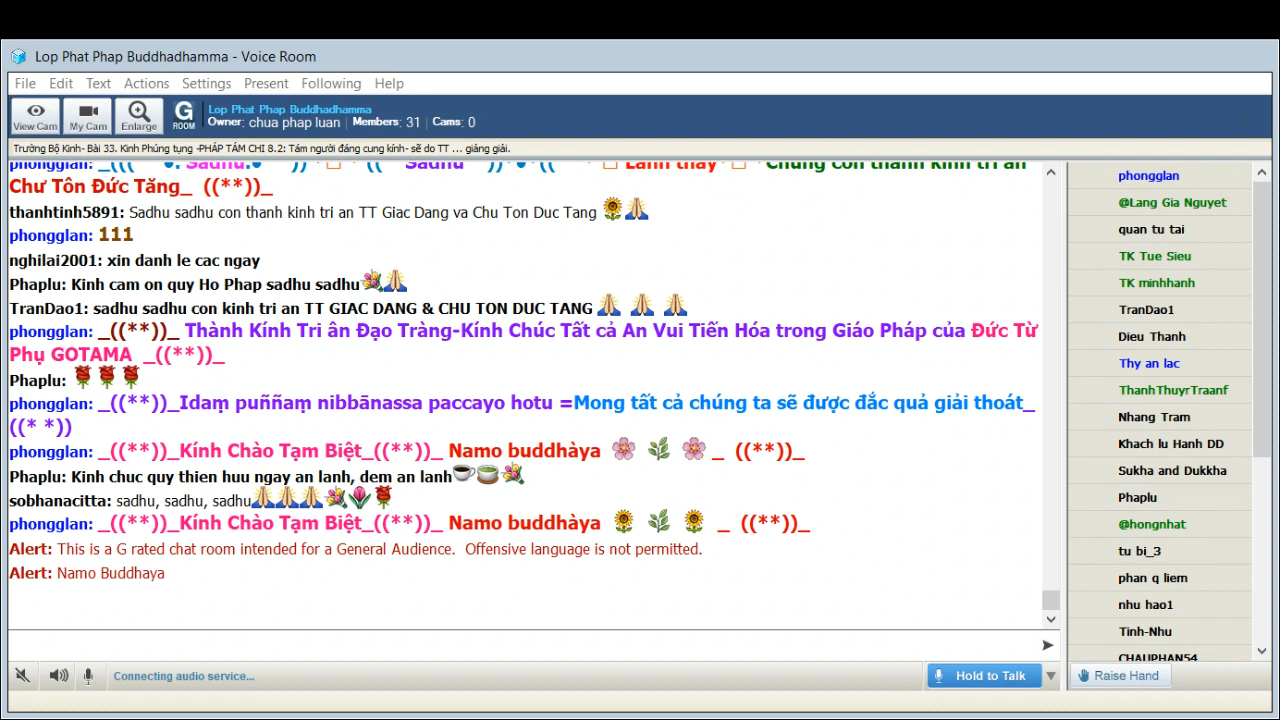 Lop Phat Phap Buddhadhamma - Voice Room
File Edit Text Actions Settings Present Following Help
View Cam My Cam Enlarge G ROOM
Lop Phat Phap Buddhadhamma
Owner: chua phap luan | Members: 31 | Cams: 0
Trường Bộ Kinh- Bài 33. Kinh Phúng tụng -PHÁP TÁM CHI 8.2: Tám người đáng cung kính- sẽ do TT ... giảng giải.
phongglan: Sadhu Sadhu Lành thay Chúng con thành kính tri ân
Chư Tôn Đức Tăng_ ((**))_
thanhtinh5891: Sadhu sadhu con thanh kinh tri an TT Giac Dang va Chu Ton Duc Tang 🌻🙏
phongglan: 111
nghilai2001: xin danh le cac ngay
Phaplu: Kinh cam on quy Ho Phap sadhu sadhu💐🙏
TranDao1: sadhu sadhu con kinh tri an TT GIAC DANG & CHU TON DUC TANG 🙏 🙏 🙏
phongglan: _((**))_ Thành Kính Tri ân Đạo Tràng-Kính Chúc Tất cả An Vui Tiến Hóa trong Giáo Pháp của Đức Từ
Phụ GOTAMA _((**))_
Phaplu: 🌹🌹🌹
phongglan: _((**))_Idaṃ puññaṃ nibbānassa paccayo hotu =Mong tất cả chúng ta sẽ được đắc quả giải thoát_
((* *))
phongglan: _((**))_Kính Chào Tạm Biệt_((**))_ Namo buddhàya 🌸 🌿 🌸 _ ((**))_
Phaplu: Kinh chuc quy thien huu ngay an lanh, dem an lanh☕🍵💐
sobhanacitta: sadhu, sadhu, sadhu🙏🙏🙏💐🌷🌹
phongglan: _((**))_Kính Chào Tạm Biệt_((**))_ Namo buddhàya 🌻 🌿 🌻 _ ((**))_
Alert: This is a G rated chat room intended for a General Audience. Offensive language is not permitted.
Alert: Namo Buddhaya
phongglan
@Lang Gia Nguyet
quan tu tai
TK Tue Sieu
TK minhhanh
TranDao1
Dieu Thanh
Thy an lac
ThanhThuyrTraanf
Nhang Tram
Khach lu Hanh DD
Sukha and Dukkha
Phaplu
@hongnhat
tu bi_3
phan q liem
nhu hao1
Tinh-Nhu
CHAUPHAN54
Connecting audio service...
Hold to Talk
Raise Hand